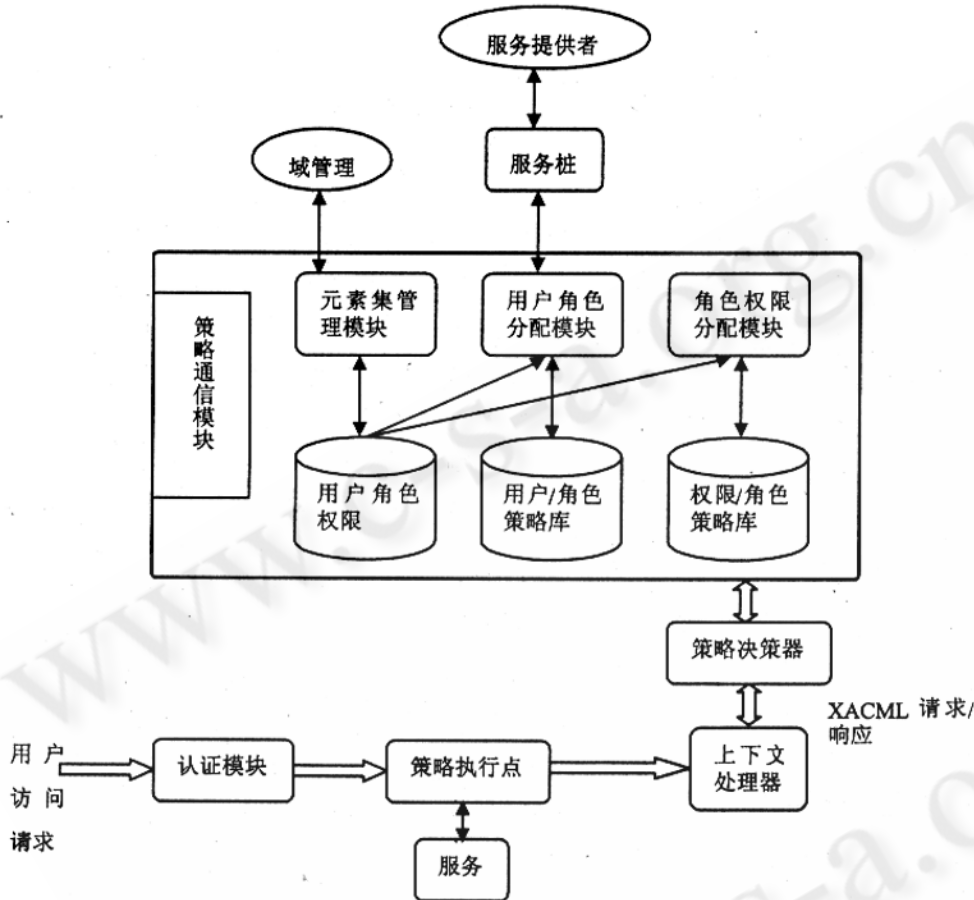 服务提供者
域管理
服务桩
元素集管
理模块
用户角色
分配模块
角色权限
分配模块
策略通信模块
用户角色
权限
用户/角色
策略库
权限/角色
策略库
策略决策器
XACML 请求/
响应
用户
访问
请求
认证模块
策略执行点
上下文
处理器
服务
www.c-s-a.org.cn